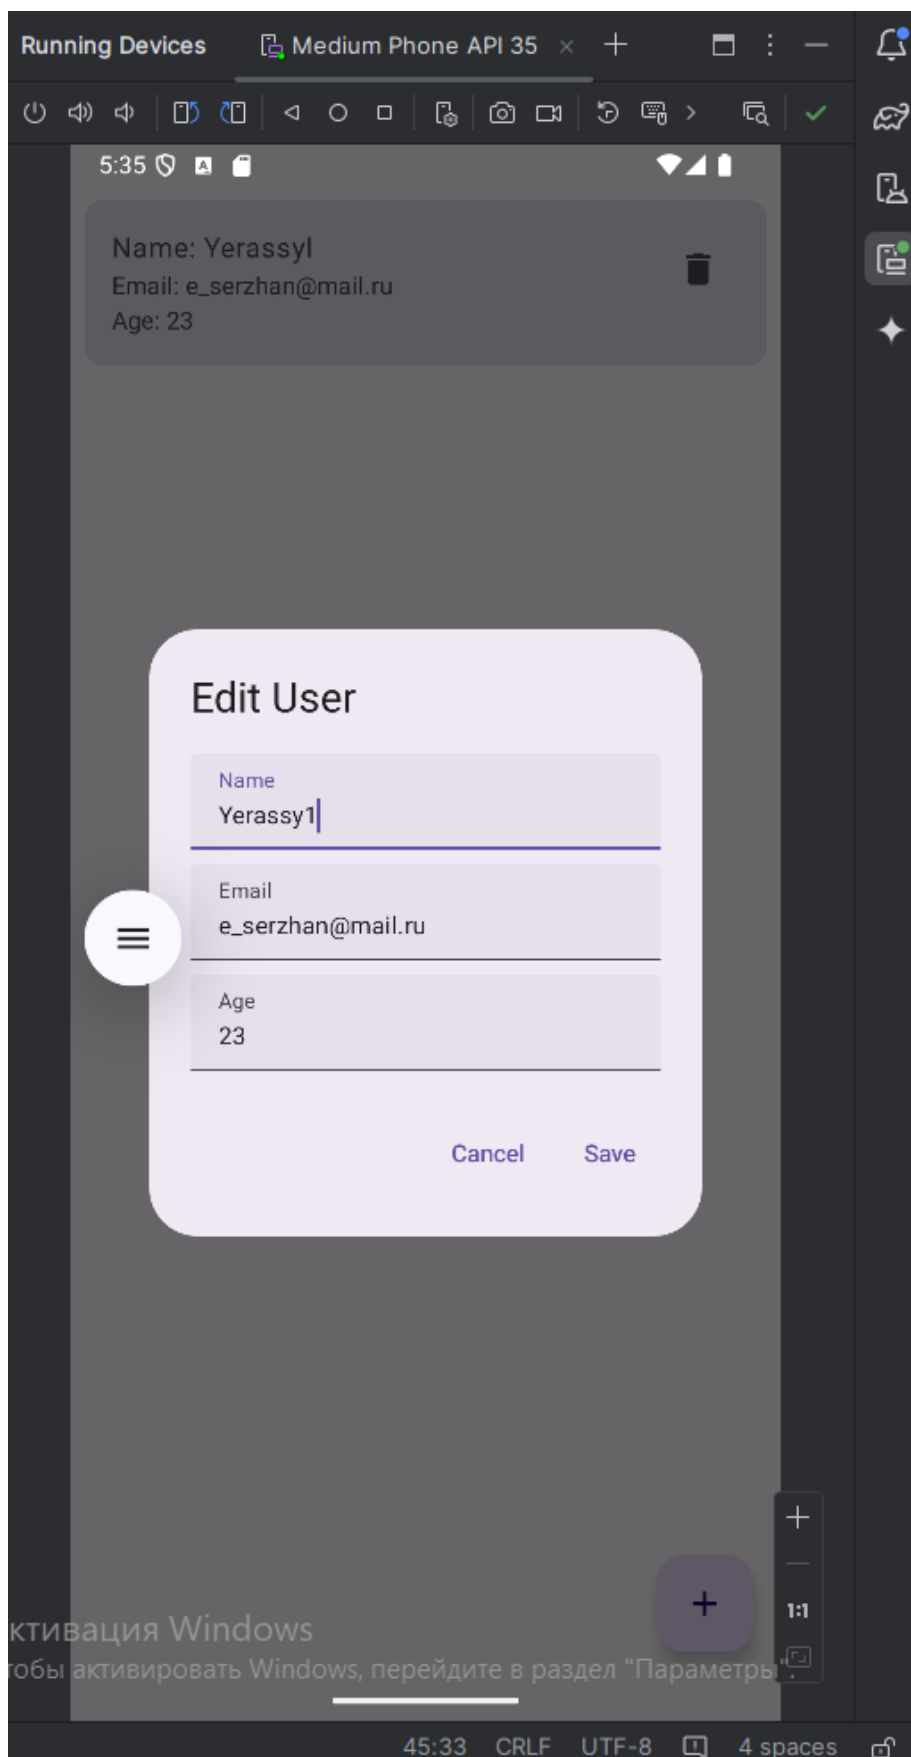 Running Devices
Medium Phone API 35
5:35
Name: Yerassyl
Email: e_serzhan@mail.ru
Age: 23
Edit User
Name
Yerassy1
Email
e_serzhan@mail.ru
Age
23
Cancel
Save
1:1
ктивация Windows
тобы активировать Windows, перейдите в раздел "Параметры".
45:33 CRLF UTF-8 4 spaces